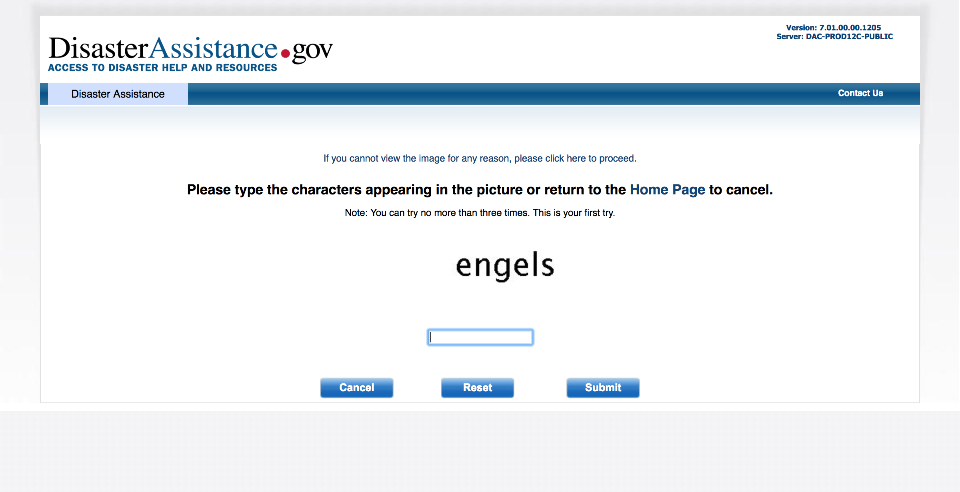 DisasterAssistance.gov
ACCESS TO DISASTER HELP AND RESOURCES
Version: 7.01.00.00.1205
Server: DAC-PROD12C-PUBLIC
Disaster Assistance
Contact Us
If you cannot view the image for any reason, please click here to proceed.
Please type the characters appearing in the picture or return to the Home Page to cancel.
Note: You can try no more than three times. This is your first try.
engels
Cancel Reset Submit